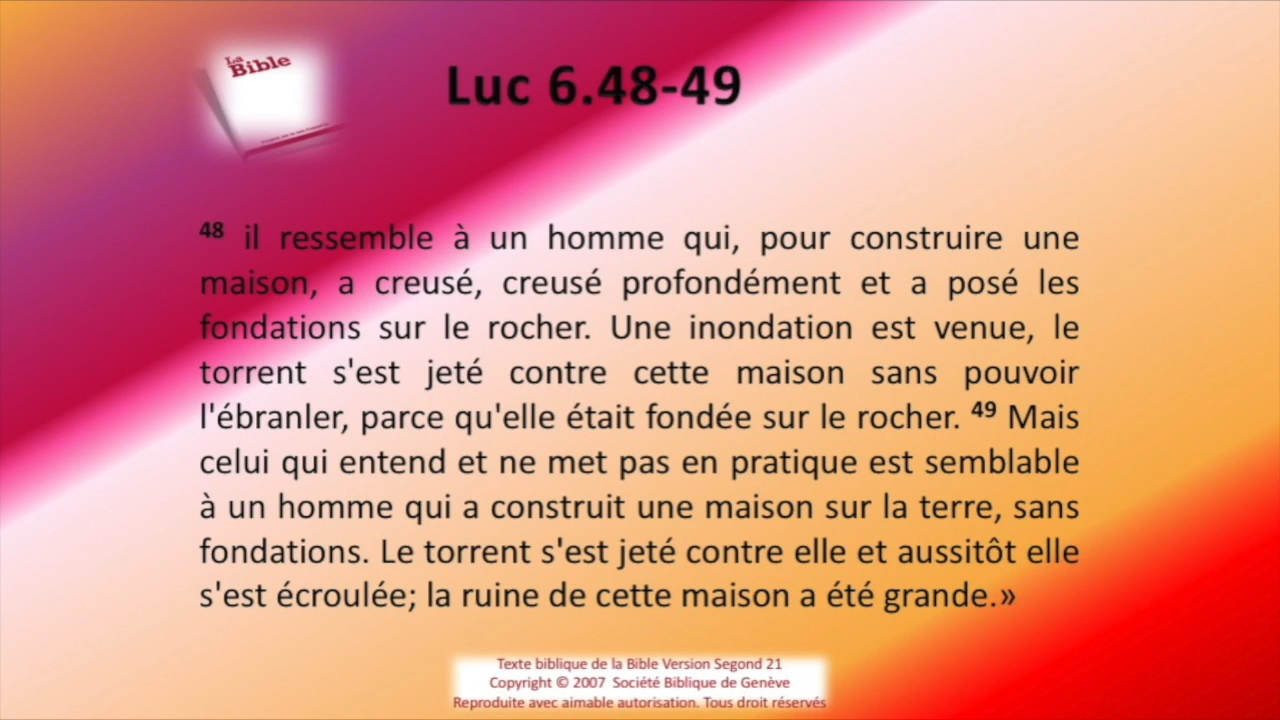 La
Bible
Luc 6.48-49
48 il ressemble à un homme qui, pour construire une
maison, a creusé, creusé profondément et a posé les
fondations sur le rocher. Une inondation est venue, le
torrent s'est jeté contre cette maison sans pouvoir
l'ébranler, parce qu'elle était fondée sur le rocher. 49 Mais
celui qui entend et ne met pas en pratique est semblable
à un homme qui a construit une maison sur la terre, sans
fondations. Le torrent s'est jeté contre elle et aussitôt elle
s'est écroulée; la ruine de cette maison a été grande.»
Texte biblique de la Bible Version Segond 21
Copyright © 2007 Société Biblique de Genève
Reproduite avec aimable autorisation. Tous droit réservés